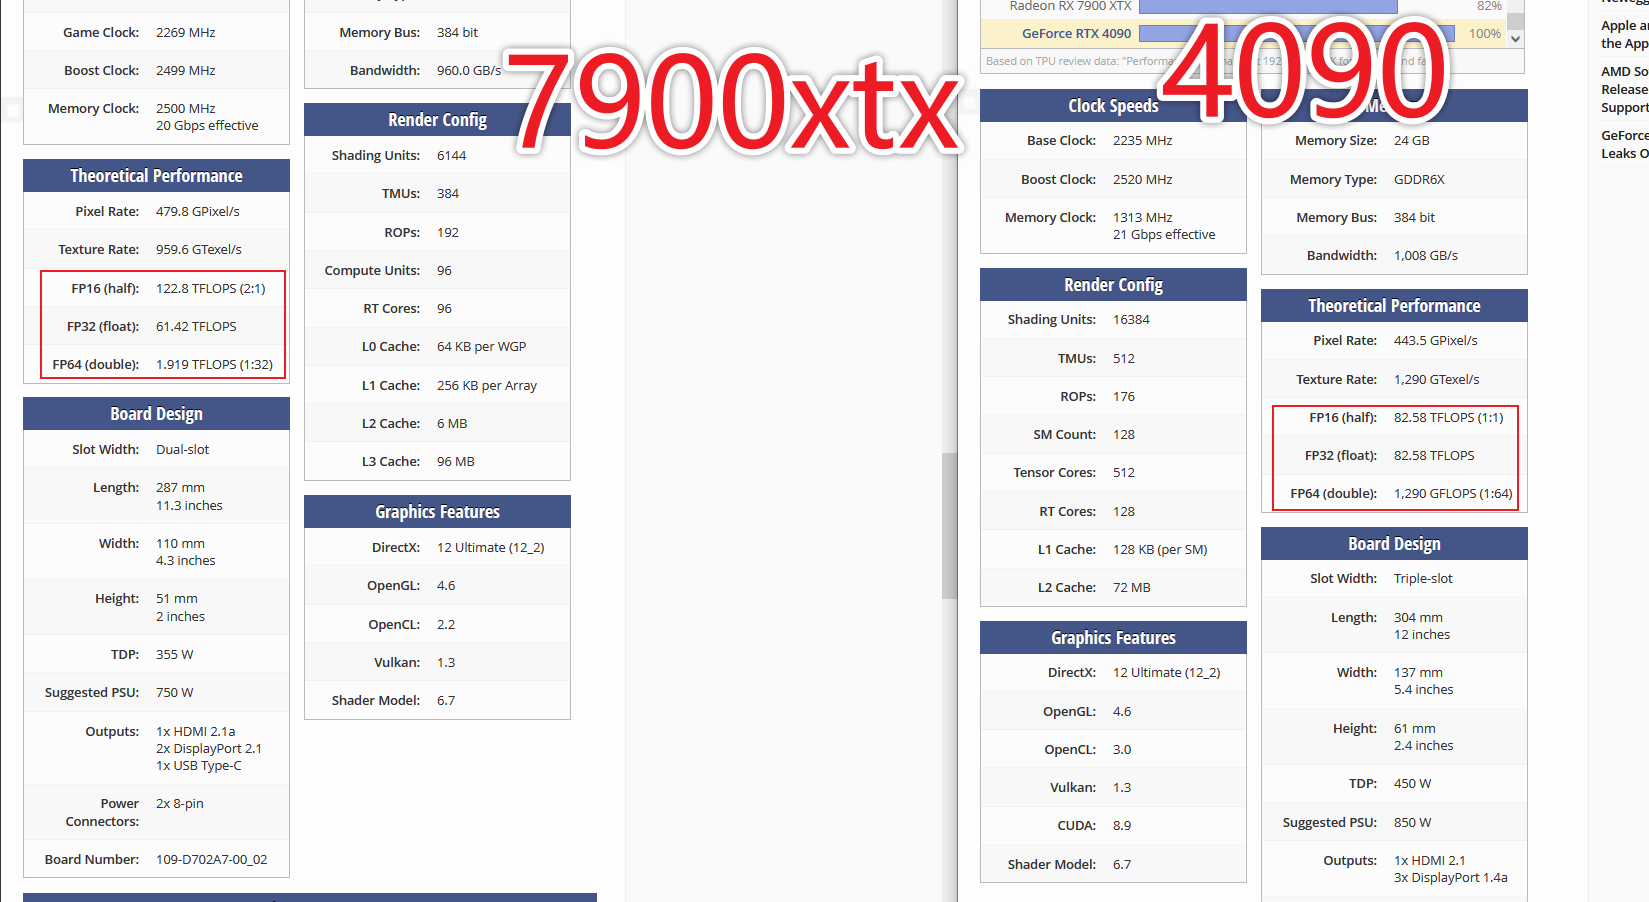 Game Clock: 2269 MHz
Boost Clock: 2499 MHz
Memory Clock: 2500 MHz
20 Gbps effective
Theoretical Performance
Pixel Rate: 479.8 GPixel/s
Texture Rate: 959.6 GTexel/s
FP16 (half): 122.8 TFLOPS (2:1)
FP32 (float): 61.42 TFLOPS
FP64 (double): 1.919 TFLOPS (1:32)
Board Design
Slot Width: Dual-slot
Length: 287 mm
11.3 inches
Width: 110 mm
4.3 inches
Height: 51 mm
2 inches
TDP: 355 W
Suggested PSU: 750 W
Outputs: 1x HDMI 2.1a
2x DisplayPort 2.1
1x USB Type-C
Power Connectors: 2x 8-pin
Board Number: 109-D702A7-00_02
Memory Bus: 384 bit
Bandwidth: 960.0 GB/s
7900xtx
Render Config
Shading Units: 6144
TMUs: 384
ROPs: 192
Compute Units: 96
RT Cores: 96
L0 Cache: 64 KB per WGP
L1 Cache: 256 KB per Array
L2 Cache: 6 MB
L3 Cache: 96 MB
Graphics Features
DirectX: 12 Ultimate (12_2)
OpenGL: 4.6
OpenCL: 2.2
Vulkan: 1.3
Shader Model: 6.7
Radeon RX 7900 XTX 82%
GeForce RTX 4090 100%
4090
Based on TPU review data: "Performa
Clock Speeds
Base Clock: 2235 MHz
Boost Clock: 2520 MHz
Memory Clock: 1313 MHz
21 Gbps effective
Render Config
Shading Units: 16384
TMUs: 512
ROPs: 176
SM Count: 128
Tensor Cores: 512
RT Cores: 128
L1 Cache: 128 KB (per SM)
L2 Cache: 72 MB
Graphics Features
DirectX: 12 Ultimate (12_2)
OpenGL: 4.6
OpenCL: 3.0
Vulkan: 1.3
CUDA: 8.9
Shader Model: 6.7
Memory Size: 24 GB
Memory Type: GDDR6X
Memory Bus: 384 bit
Bandwidth: 1,008 GB/s
Theoretical Performance
Pixel Rate: 443.5 GPixel/s
Texture Rate: 1,290 GTexel/s
FP16 (half): 82.58 TFLOPS (1:1)
FP32 (float): 82.58 TFLOPS
FP64 (double): 1,290 GFLOPS (1:64)
Board Design
Slot Width: Triple-slot
Length: 304 mm
12 inches
Width: 137 mm
5.4 inches
Height: 61 mm
2.4 inches
TDP: 450 W
Suggested PSU: 850 W
Outputs: 1x HDMI 2.1
3x DisplayPort 1.4a
Apple a
the App
AMD So
Release
Support
GeForce
Leaks O